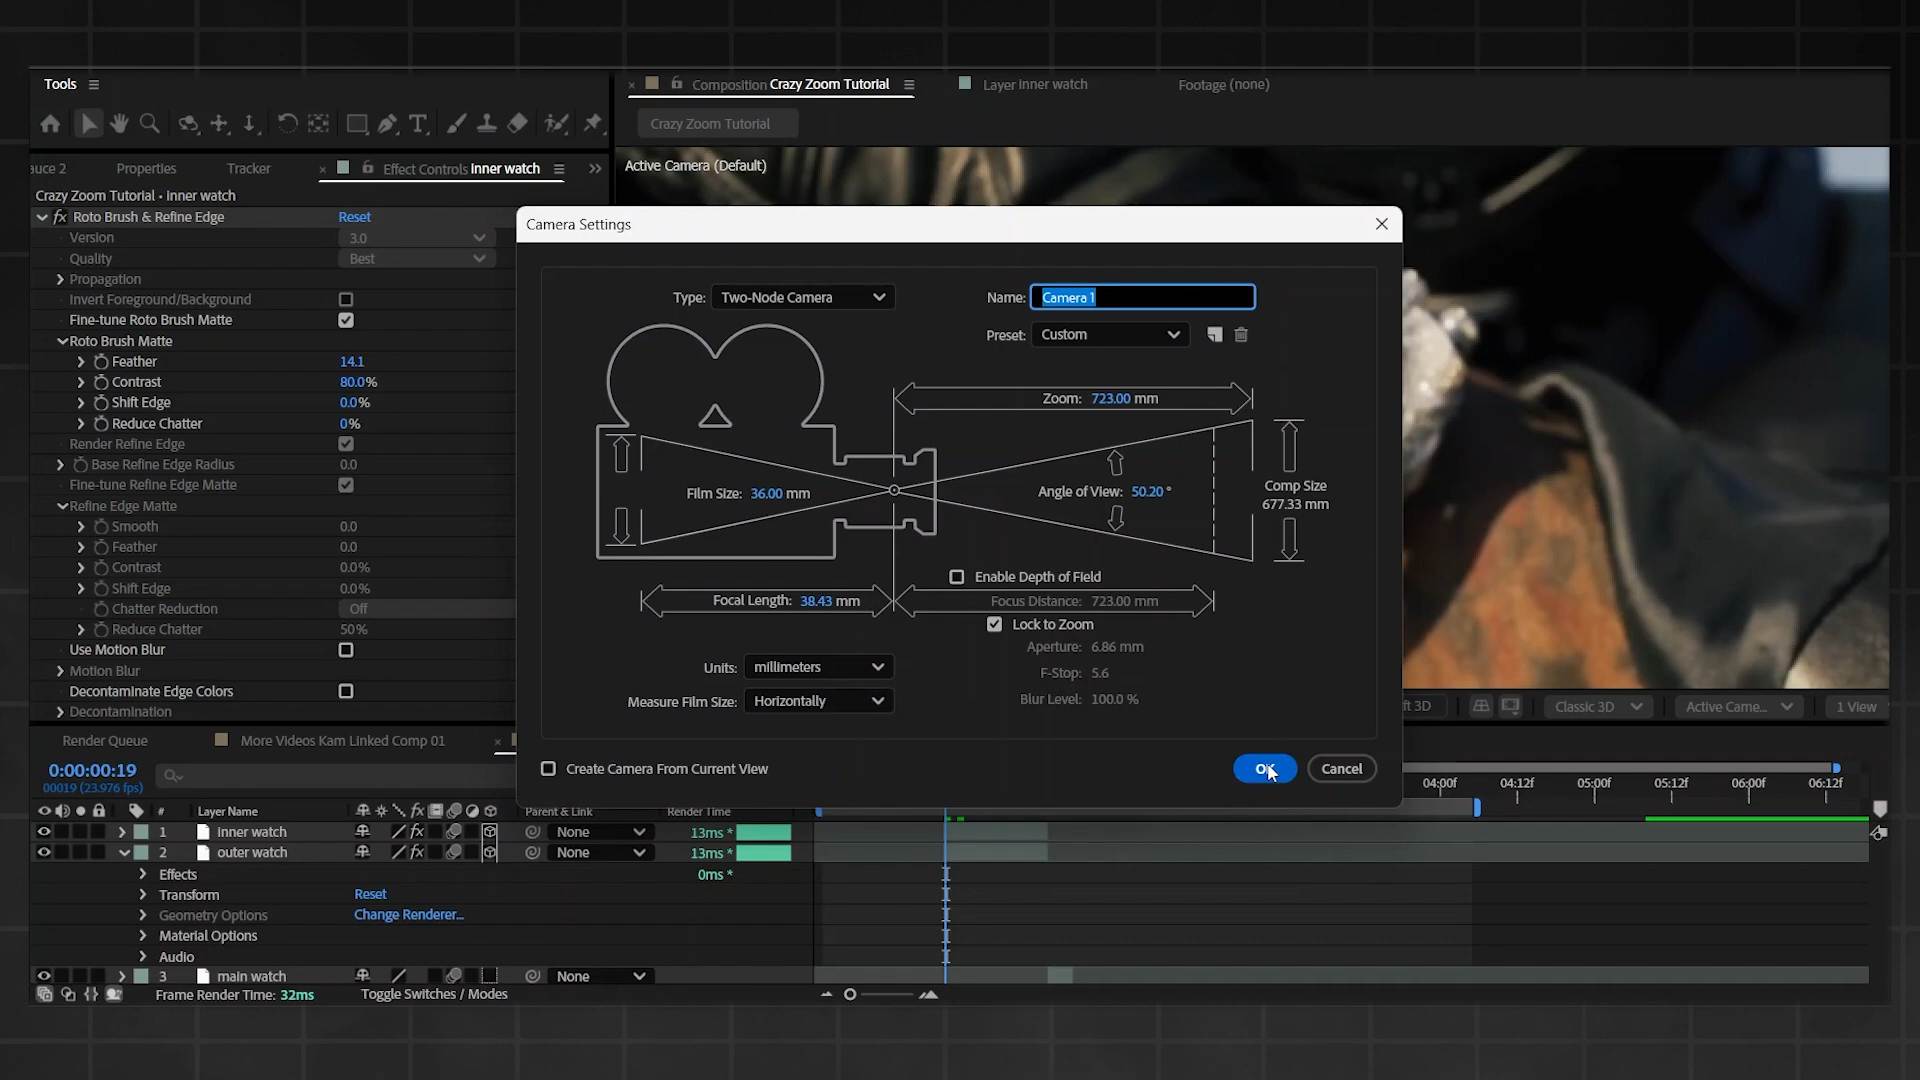 Tools
Composition Crazy Zoom Tutorial
Layer inner watch
Footage (none)
Crazy Zoom Tutorial
auce 2
Properties
Tracker
Effect Controls inner watch
Active Camera (Default)
Crazy Zoom Tutorial • inner watch
fx Roto Brush & Refine Edge Reset
Version 3.0
Quality Best
Propagation
Invert Foreground/Background
Fine-tune Roto Brush Matte
Roto Brush Matte
Feather 14.1
Contrast 80.0%
Shift Edge 0.0%
Reduce Chatter 0%
Render Refine Edge
Base Refine Edge Radius 0.0
Fine-tune Refine Edge Matte
Refine Edge Matte
Smooth 0.0
Feather 0.0
Contrast 0.0%
Shift Edge 0.0%
Chatter Reduction Off
Reduce Chatter 50%
Use Motion Blur
Motion Blur
Decontaminate Edge Colors
Decontamination
Camera Settings
Type: Two-Node Camera
Name: Camera 1
Preset: Custom
Zoom: 723.00 mm
Film Size: 36.00 mm
Angle of View: 50.20 °
Comp Size
677.33 mm
Enable Depth of Field
Focal Length: 38.43 mm
Focus Distance: 723.00 mm
Lock to Zoom
Aperture: 6.86 mm
F-Stop: 5.6
Blur Level: 100.0 %
Units: millimeters
Measure Film Size: Horizontally
Create Camera From Current View
OK
Cancel
ft 3D
Classic 3D
Active Came...
1 View
Render Queue
More Videos Kam Linked Comp 01
0:00:00:19
00019 (23.976 fps)
04:00f 04:12f 05:00f 05:12f 06:00f 06:12f
# Layer Name fx Parent & Link Render Time
1 inner watch fx None 13ms *
2 outer watch fx None 13ms *
Effects 0ms *
Transform Reset
Geometry Options Change Renderer...
Material Options
Audio
3 main watch None
Frame Render Time: 32ms
Toggle Switches / Modes